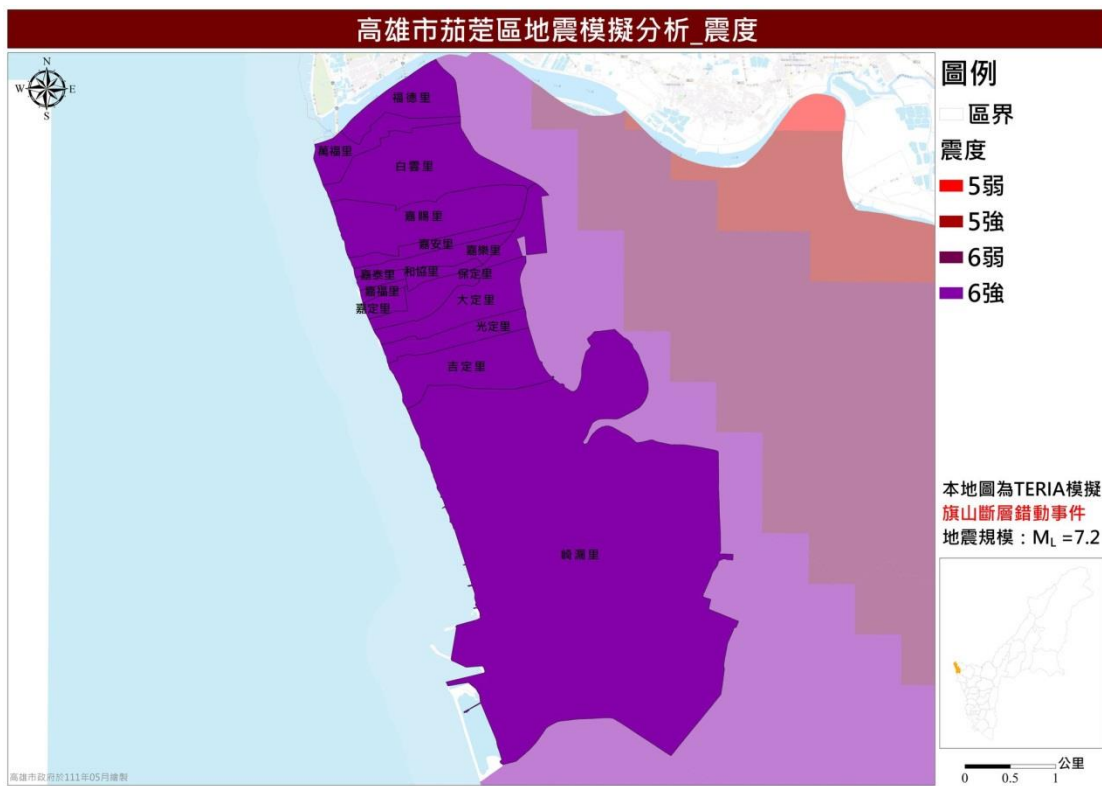 高雄市茄萣區地震模擬分析_震度
N
W
E
S
福德里
萬福里
白雲里
嘉賜里
嘉安里
嘉樂里
嘉泰里
和協里
保定里
嘉福里
大定里
嘉定里
光定里
吉定里
崎漏里
圖例
區界
震度
5弱
5強
6弱
6強
本地圖為TERIA模擬
旗山斷層錯動事件
地震規模：ML =7.2
公里
0 0.5 1
高雄市政府於111年05月繪製